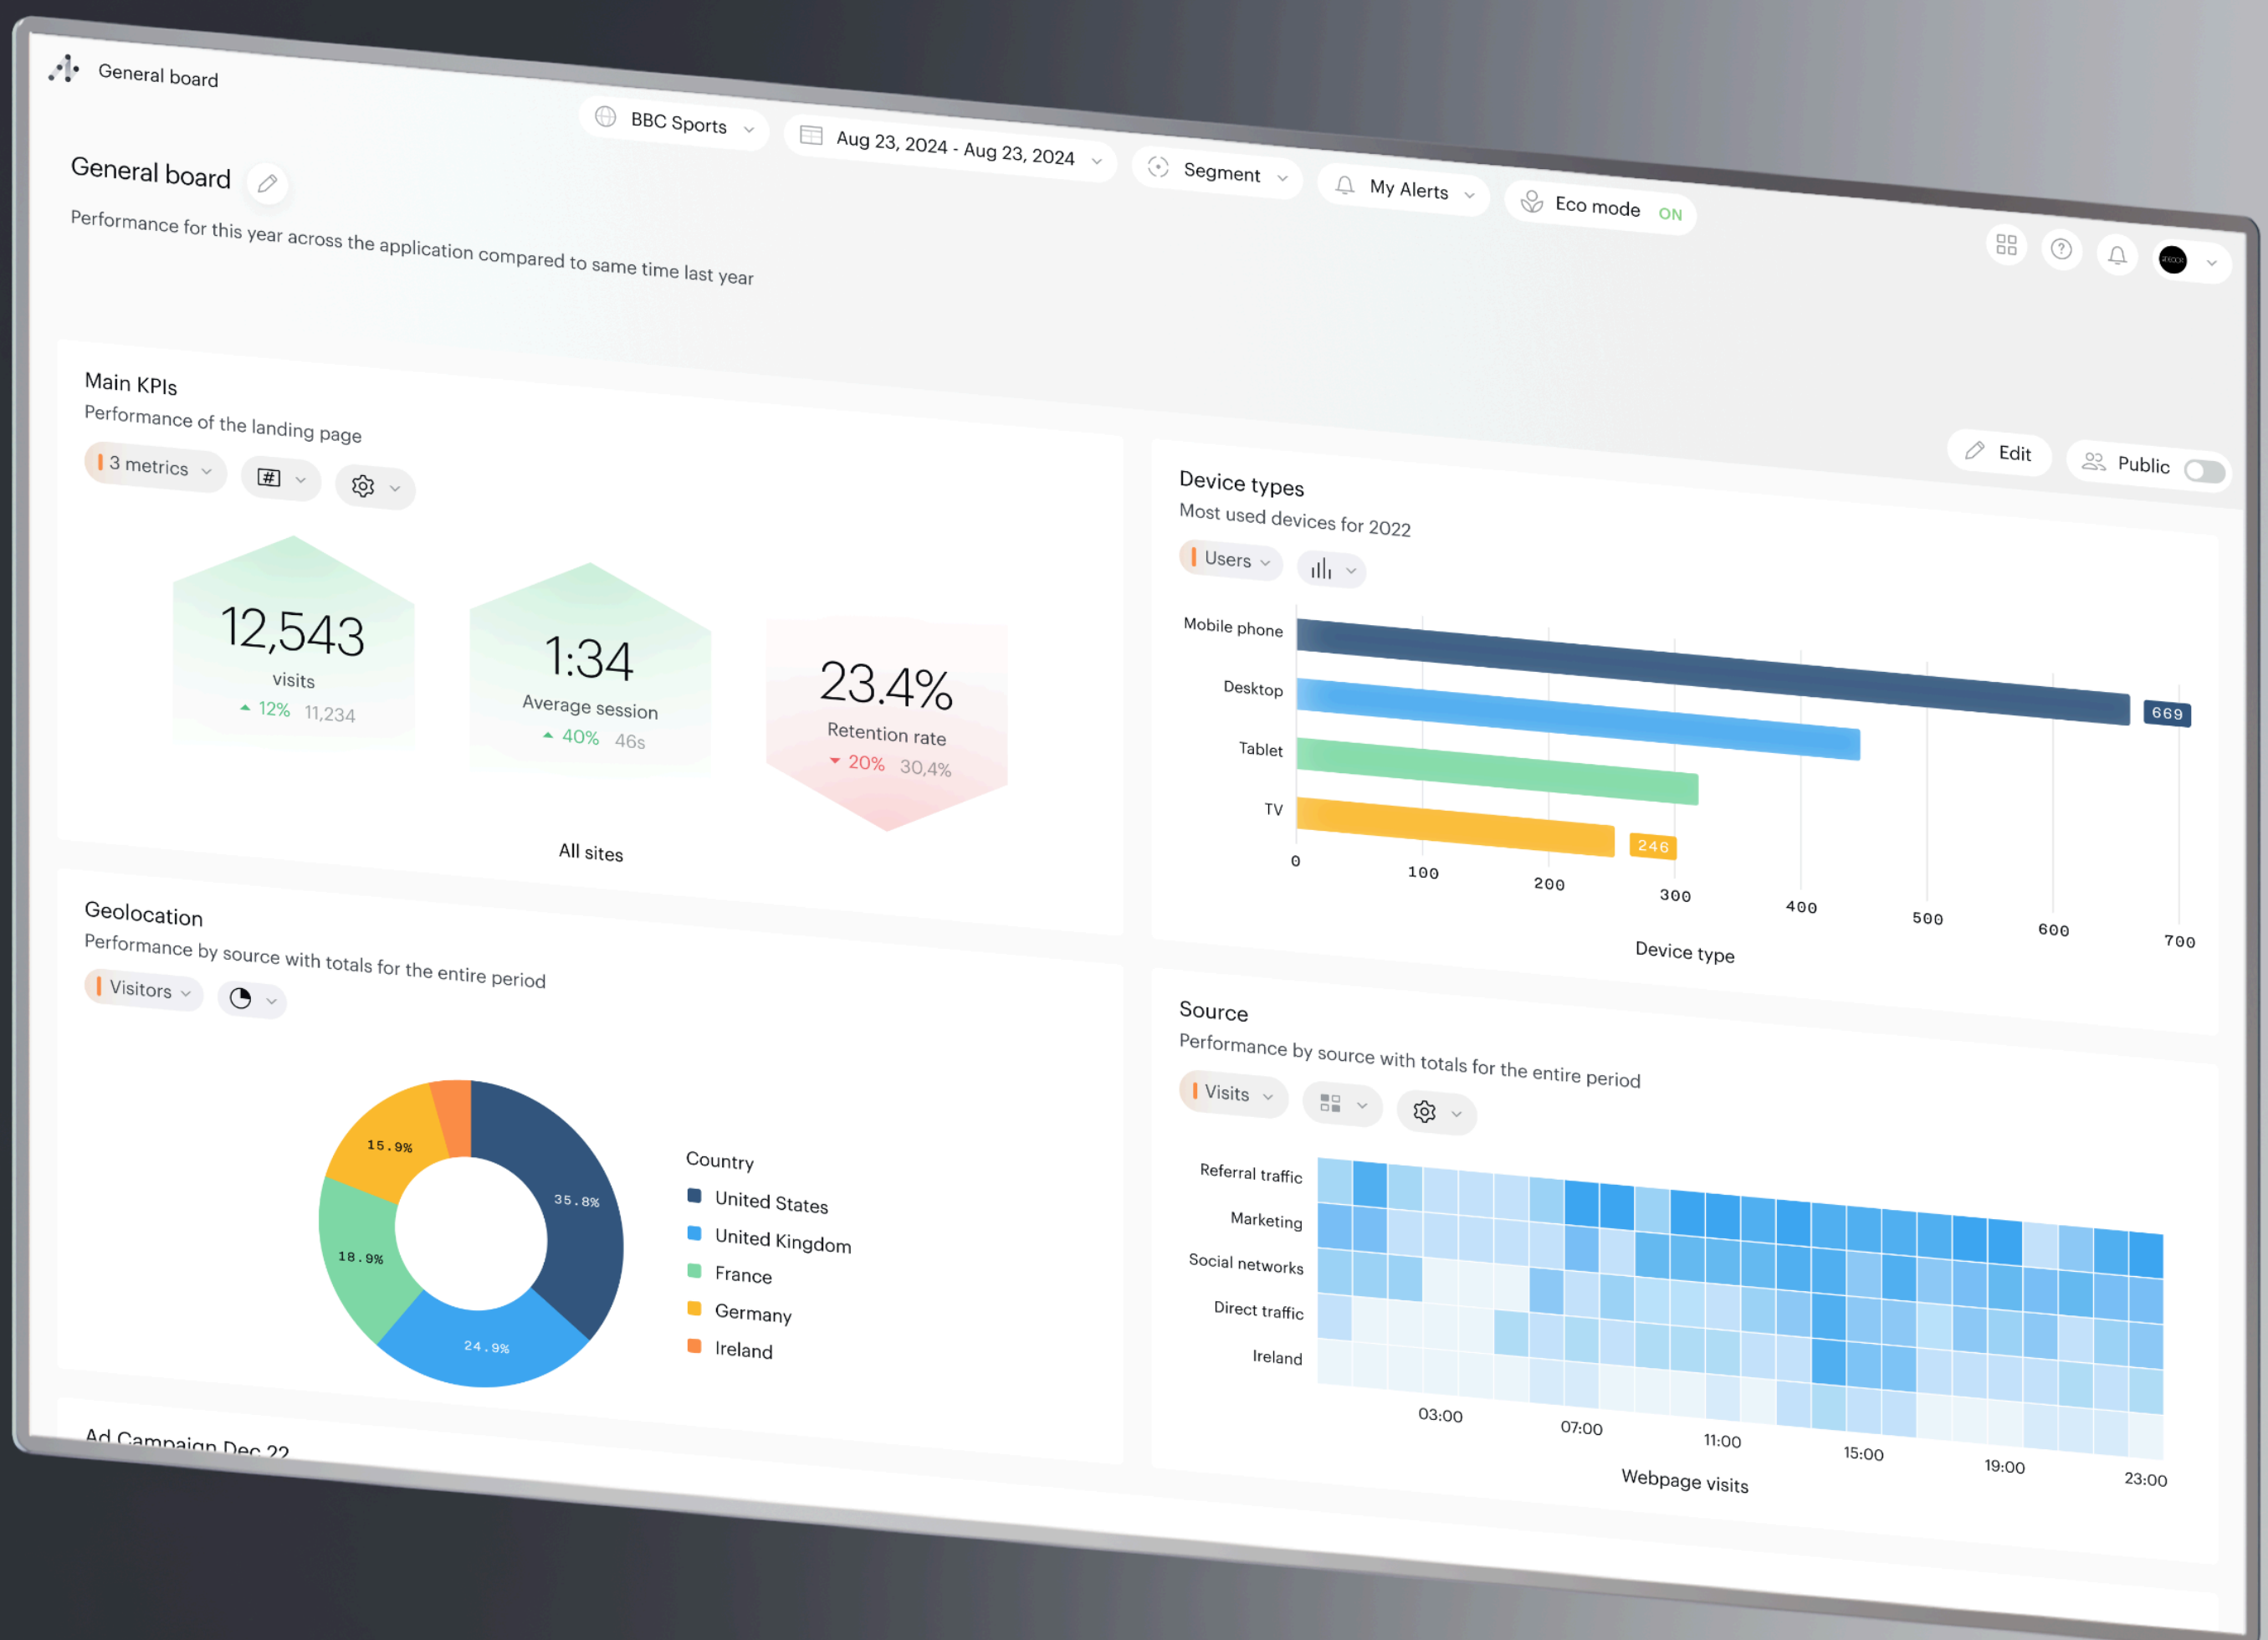 General board
BBC Sports
Aug 23, 2024 - Aug 23, 2024
Segment
My Alerts
Eco mode ON
General board
Performance for this year across the application compared to same time last year
Edit
Public
Main KPIs
Performance of the landing page
3 metrics
#
12,543
visits
12% 11,234
1:34
Average session
40% 46s
23.4%
Retention rate
20% 30,4%
All sites
Device types
Most used devices for 2022
Users
Mobile phone
669
Desktop
Tablet
TV
246
0 100 200 300 400 500 600 700
Device type
Geolocation
Performance by source with totals for the entire period
Visitors
15.9%
35.8%
18.9%
24.9%
Country
United States
United Kingdom
France
Germany
Ireland
Source
Performance by source with totals for the entire period
Visits
Referral traffic
Marketing
Social networks
Direct traffic
Ireland
03:00 07:00 11:00 15:00 19:00 23:00
Webpage visits
Ad Campaign Dec 22